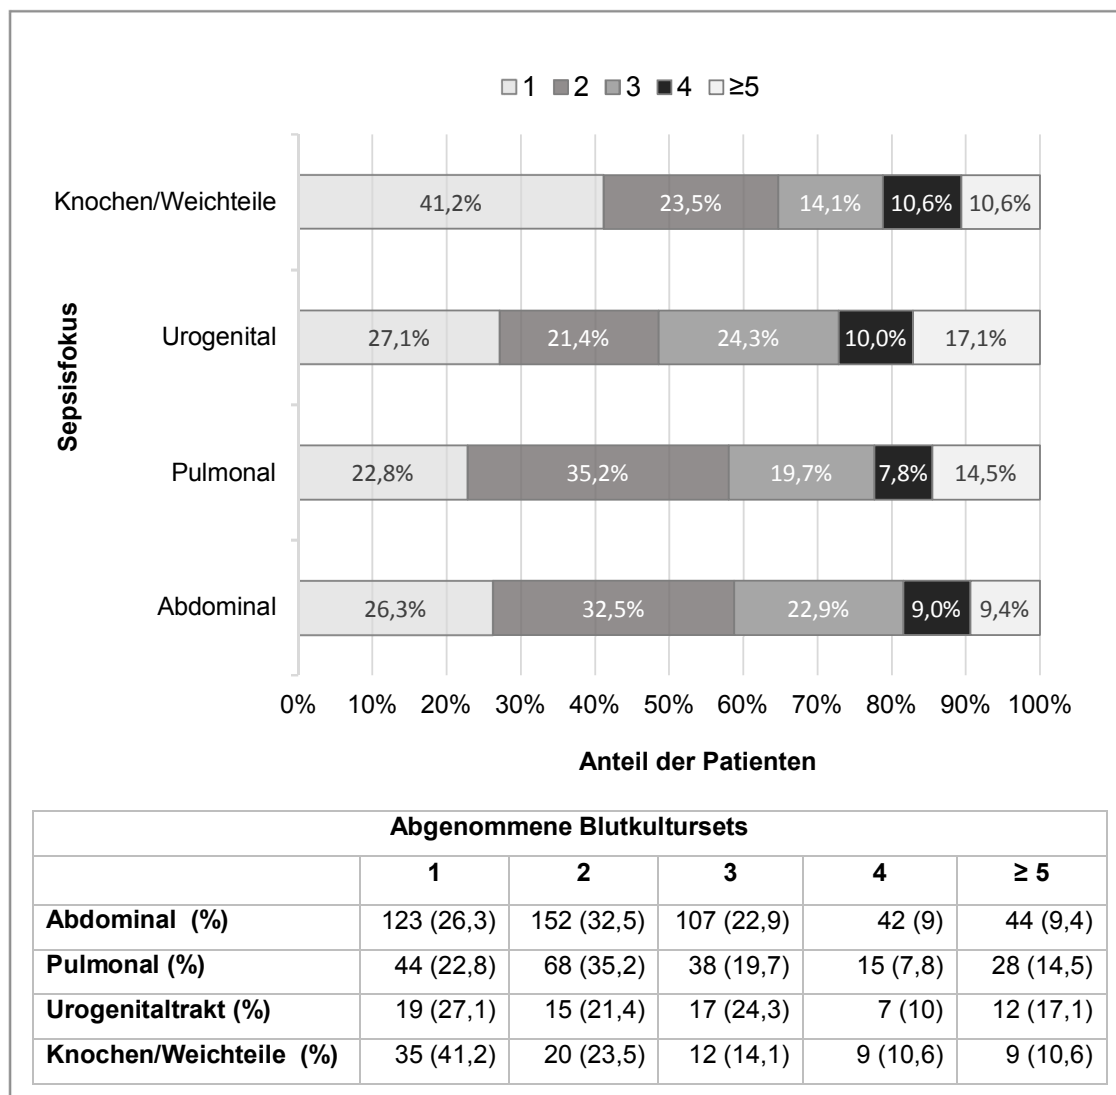 1 2 3 4 ≥5
Knochen/Weichteile 41,2% 23,5% 14,1% 10,6% 10,6%
Urogenital 27,1% 21,4% 24,3% 10,0% 17,1%
Pulmonal 22,8% 35,2% 19,7% 7,8% 14,5%
Abdominal 26,3% 32,5% 22,9% 9,0% 9,4%
Sepsisfokus
0% 10% 20% 30% 40% 50% 60% 70% 80% 90% 100%
Anteil der Patienten
Abgenommene Blutkultursets
1 2 3 4 ≥ 5
Abdominal (%) 123 (26,3) 152 (32,5) 107 (22,9) 42 (9) 44 (9,4)
Pulmonal (%) 44 (22,8) 68 (35,2) 38 (19,7) 15 (7,8) 28 (14,5)
Urogenitaltrakt (%) 19 (27,1) 15 (21,4) 17 (24,3) 7 (10) 12 (17,1)
Knochen/Weichteile (%) 35 (41,2) 20 (23,5) 12 (14,1) 9 (10,6) 9 (10,6)